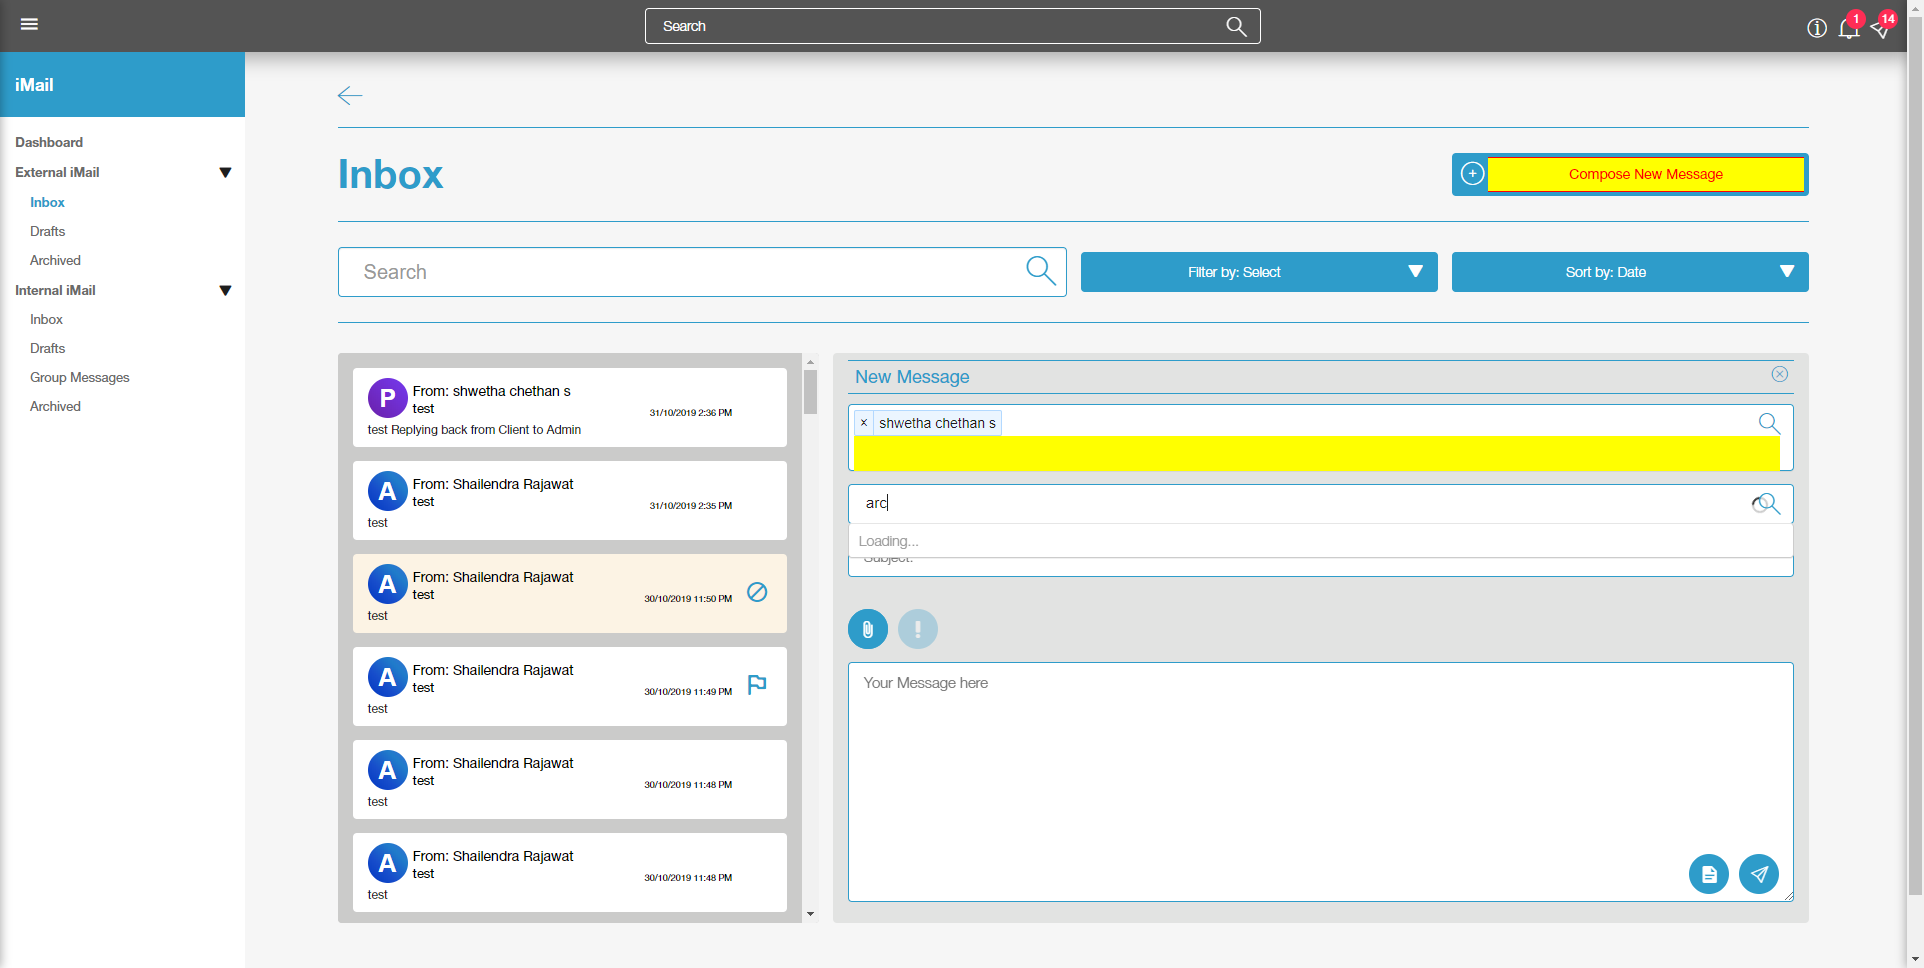 Search
1
14
iMail
Dashboard
External iMail
Inbox
Drafts
Archived
Internal iMail
Inbox
Drafts
Group Messages
Archived
Inbox
Compose New Message
Search
Filter by: Select
Sort by: Date
P
From: shwetha chethan s
test
31/10/2019 2:36 PM
test Replying back from Client to Admin
A
From: Shailendra Rajawat
test
31/10/2019 2:35 PM
test
A
From: Shailendra Rajawat
test
30/10/2019 11:50 PM
test
A
From: Shailendra Rajawat
test
30/10/2019 11:49 PM
test
A
From: Shailendra Rajawat
test
30/10/2019 11:48 PM
test
A
From: Shailendra Rajawat
test
30/10/2019 11:48 PM
test
New Message
× shwetha chethan s
arc
Loading...
Subject:
Your Message here